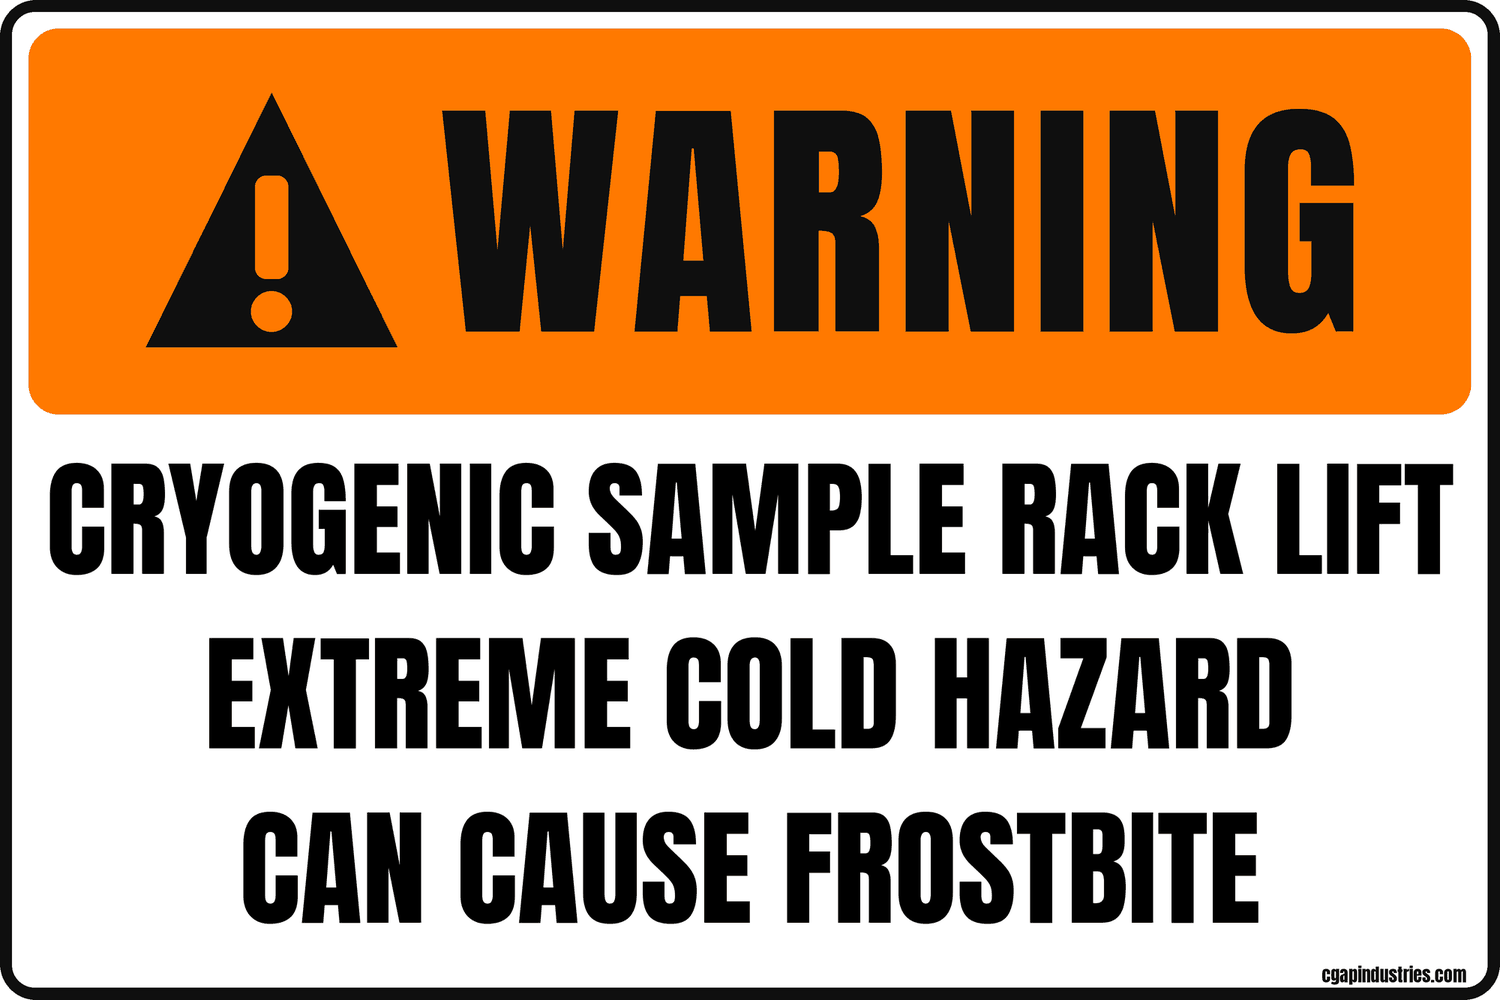 WARNING
CRYOGENIC SAMPLE RACK LIFT
EXTREME COLD HAZARD
CAN CAUSE FROSTBITE
cgapindustries.com